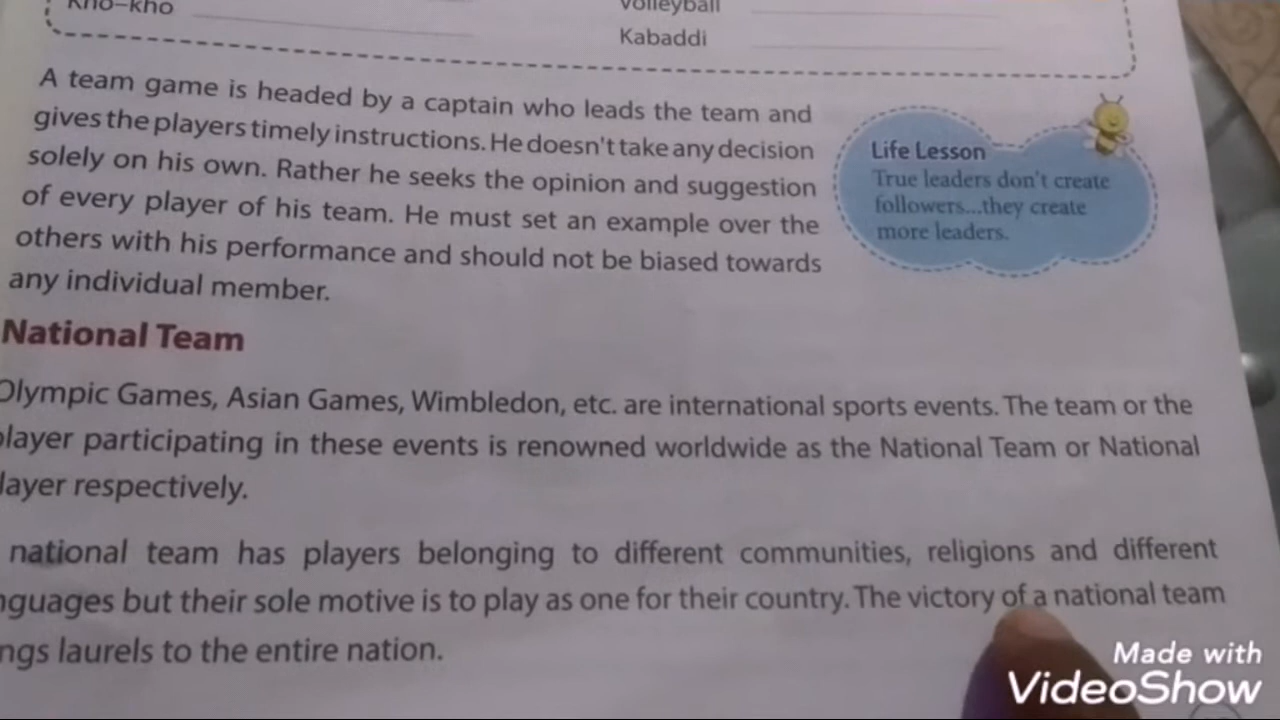 Kho–kho
Volleyball
Kabaddi
A team game is headed by a captain who leads the team and
gives the players timely instructions. He doesn't take any decision
solely on his own. Rather he seeks the opinion and suggestion
of every player of his team. He must set an example over the
others with his performance and should not be biased towards
any individual member.
Life Lesson
True leaders don't create
followers...they create
more leaders.
National Team
Olympic Games, Asian Games, Wimbledon, etc. are international sports events. The team or the
player participating in these events is renowned worldwide as the National Team or National
layer respectively.
national team has players belonging to different communities, religions and different
nguages but their sole motive is to play as one for their country. The victory of a national team
ngs laurels to the entire nation.
Made with
VideoShow